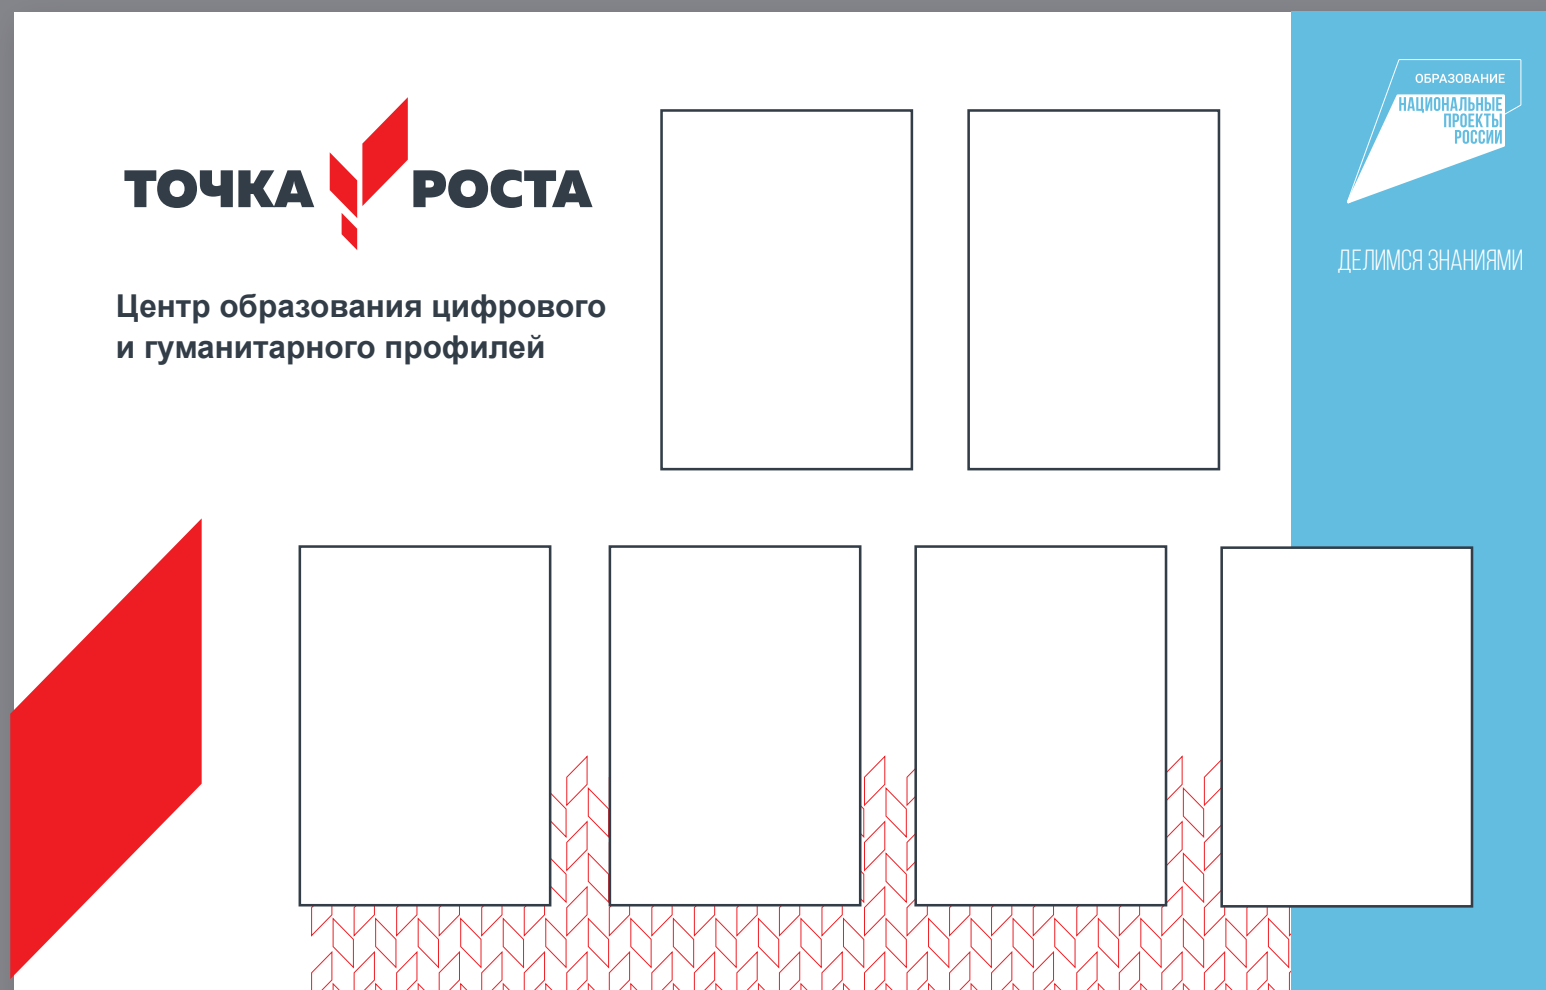 ТОЧКА РОСТА
Центр образования цифрового
и гуманитарного профилей
ОБРАЗОВАНИЕ
НАЦИОНАЛЬНЫЕ
ПРОЕКТЫ
РОССИИ
ДЕЛИМСЯ ЗНАНИЯМИ